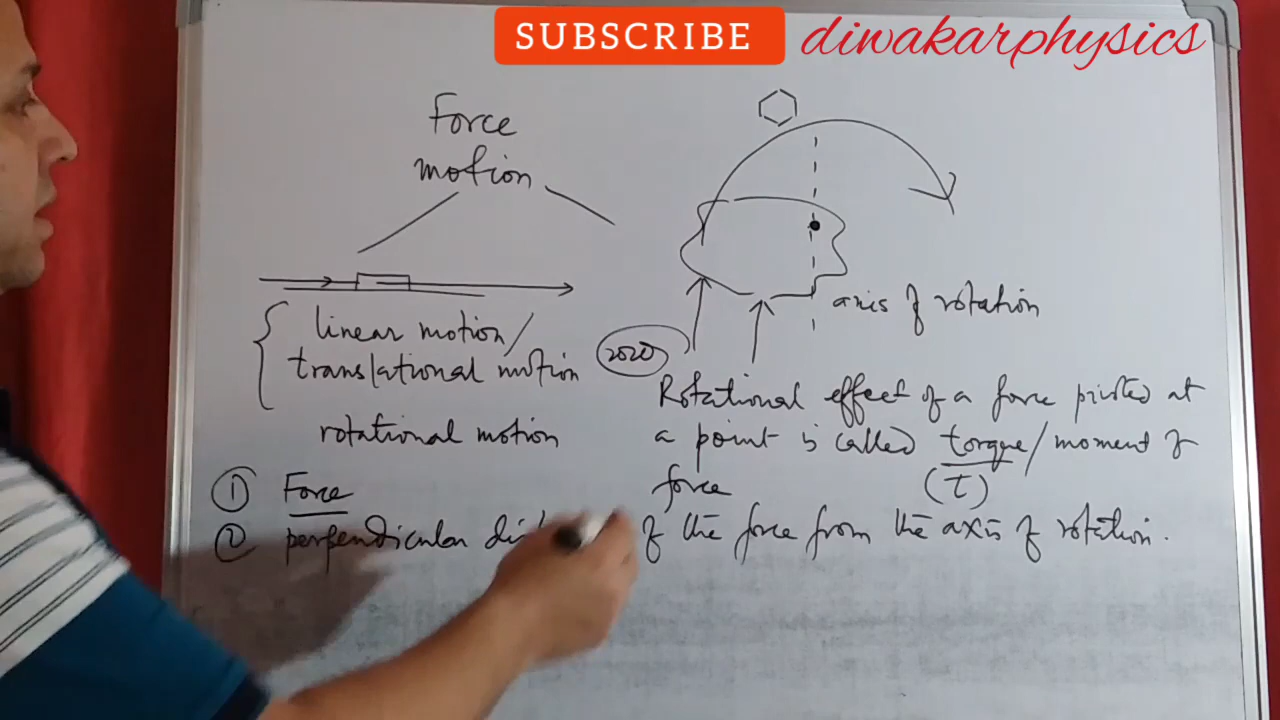 SUBSCRIBE diwakarphysics
Force
motion
linear motion/
translational motion
rotational motion
axis of rotation
2020
Rotational effect of a force pivoted at
a point is called torque/moment of
force
(τ)
① Force
② perpendicular of the force from the axis of rotation.